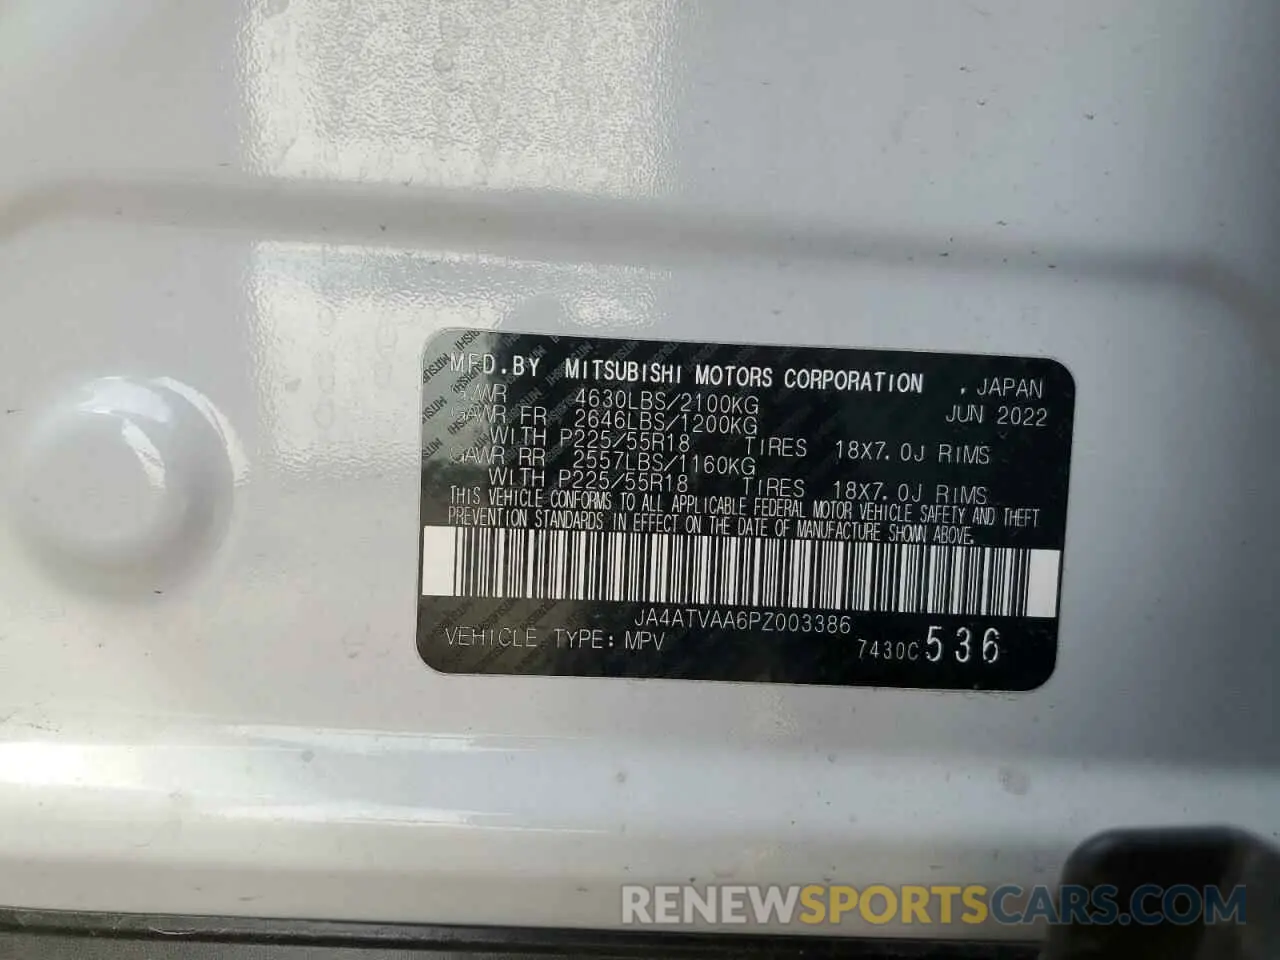 MFD.BY MITSUBISHI MOTORS CORPORATION , JAPAN
GVWR 4630LBS/2100KG JUN 2022
GAWR FR 2646LBS/1200KG
WITH P225/55R18 TIRES 18X7.0J RIMS
GAWR RR 2557LBS/1160KG
WITH P225/55R18 TIRES 18X7.0J RIMS
THIS VEHICLE CONFORMS TO ALL APPLICABLE FEDERAL MOTOR VEHICLE SAFETY AND THEFT
PREVENTION STANDARDS IN EFFECT ON THE DATE OF MANUFACTURE SHOWN ABOVE.
JA4ATVAA6PZ003386
VEHICLE TYPE: MPV 7430C 536
RENEWSPORTSCARS.COM